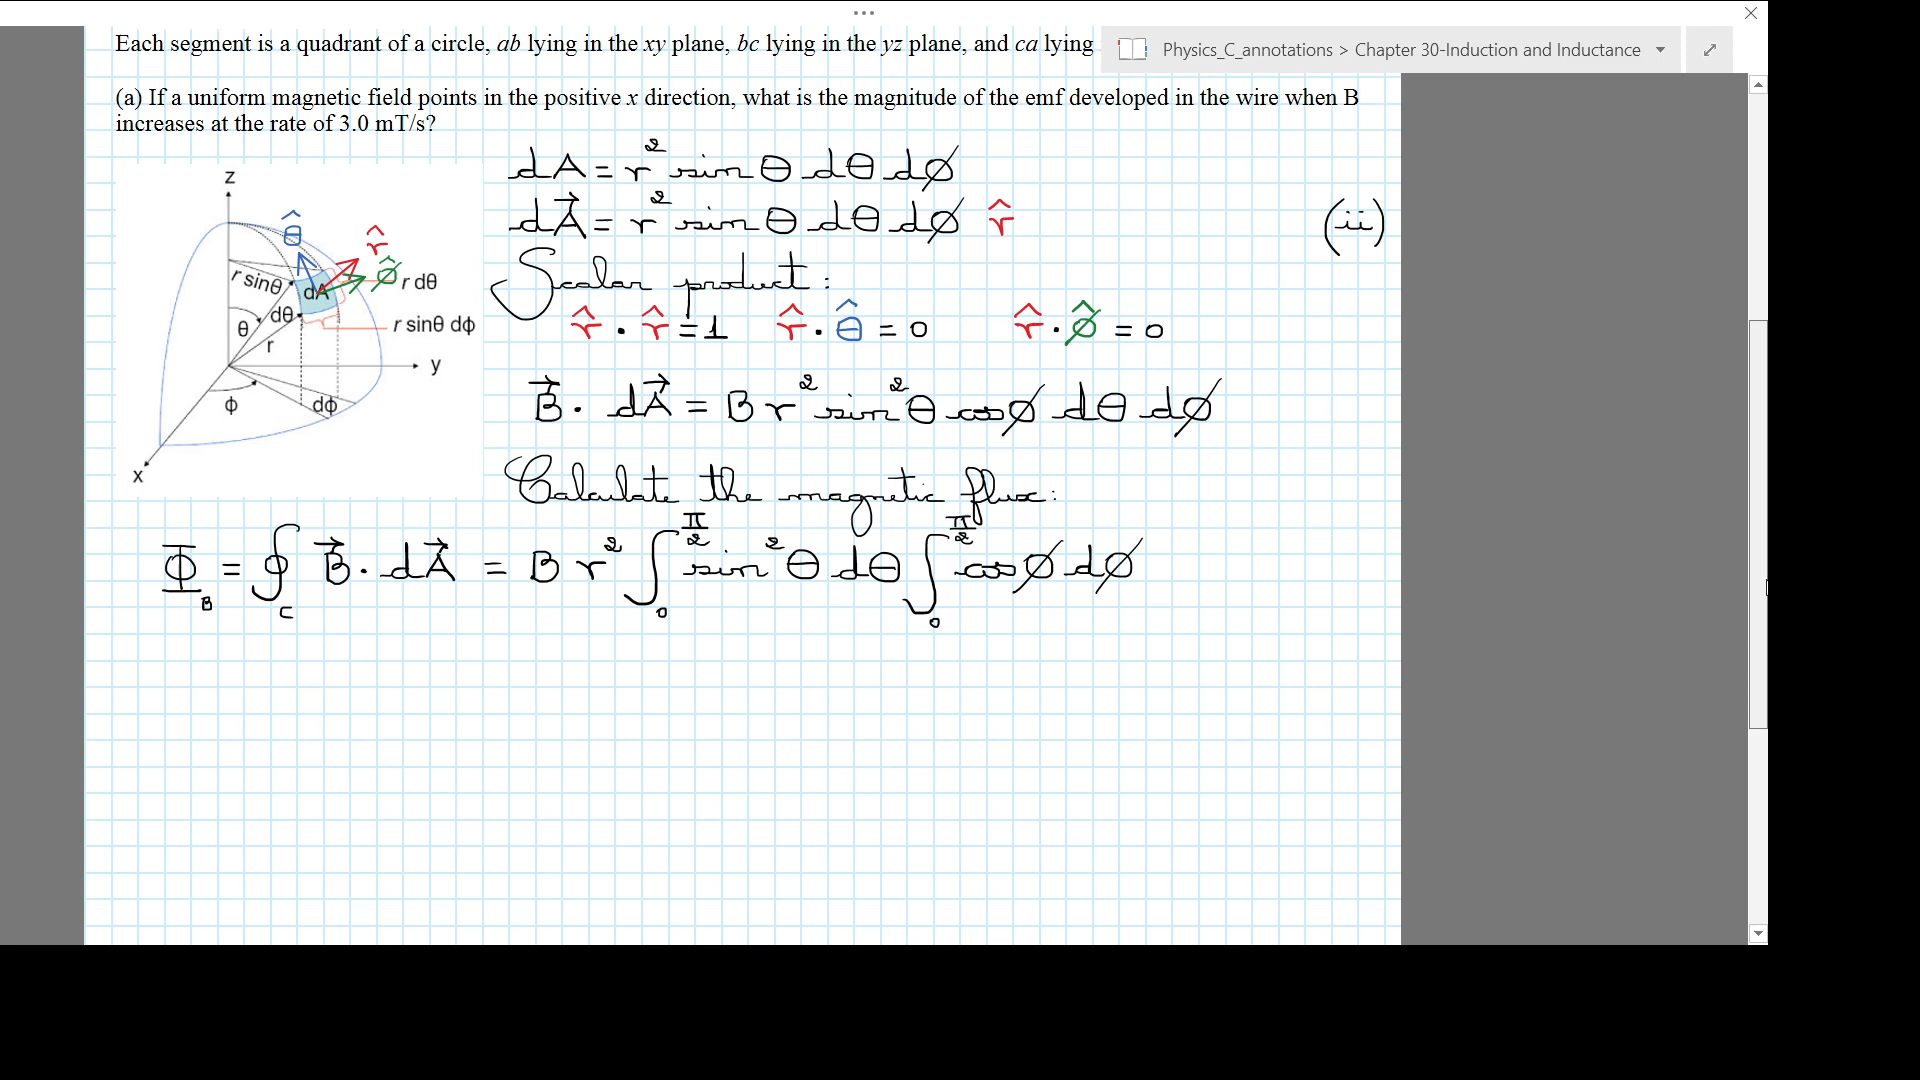 Each segment is a quadrant of a circle, ab lying in the xy plane, bc lying in the yz plane, and ca lying
Physics_C_annotations > Chapter 30-Induction and Inductance
(a) If a uniform magnetic field points in the positive x direction, what is the magnitude of the emf developed in the wire when B
increases at the rate of 3.0 mT/s?
dA = r² sin θ dθ dφ
dA⃗ = r² sin θ dθ dφ r̂ (ii)
Scalar product:
r̂ · r̂ = 1 r̂ · θ̂ = 0 r̂ · φ̂ = 0
B⃗ · dA⃗ = B r² sin² θ cos φ dθ dφ
Calculate the magnetic flux:
Φ_B = ∮_C B⃗ · dA⃗ = B r² ∫₀^{π/2} sin² θ dθ ∫₀^{π/2} cos φ dφ
z
θ̂
r̂
φ̂
r sinθ
dA
r dθ
dθ
θ
r sinθ dφ
r
y
φ
dφ
x